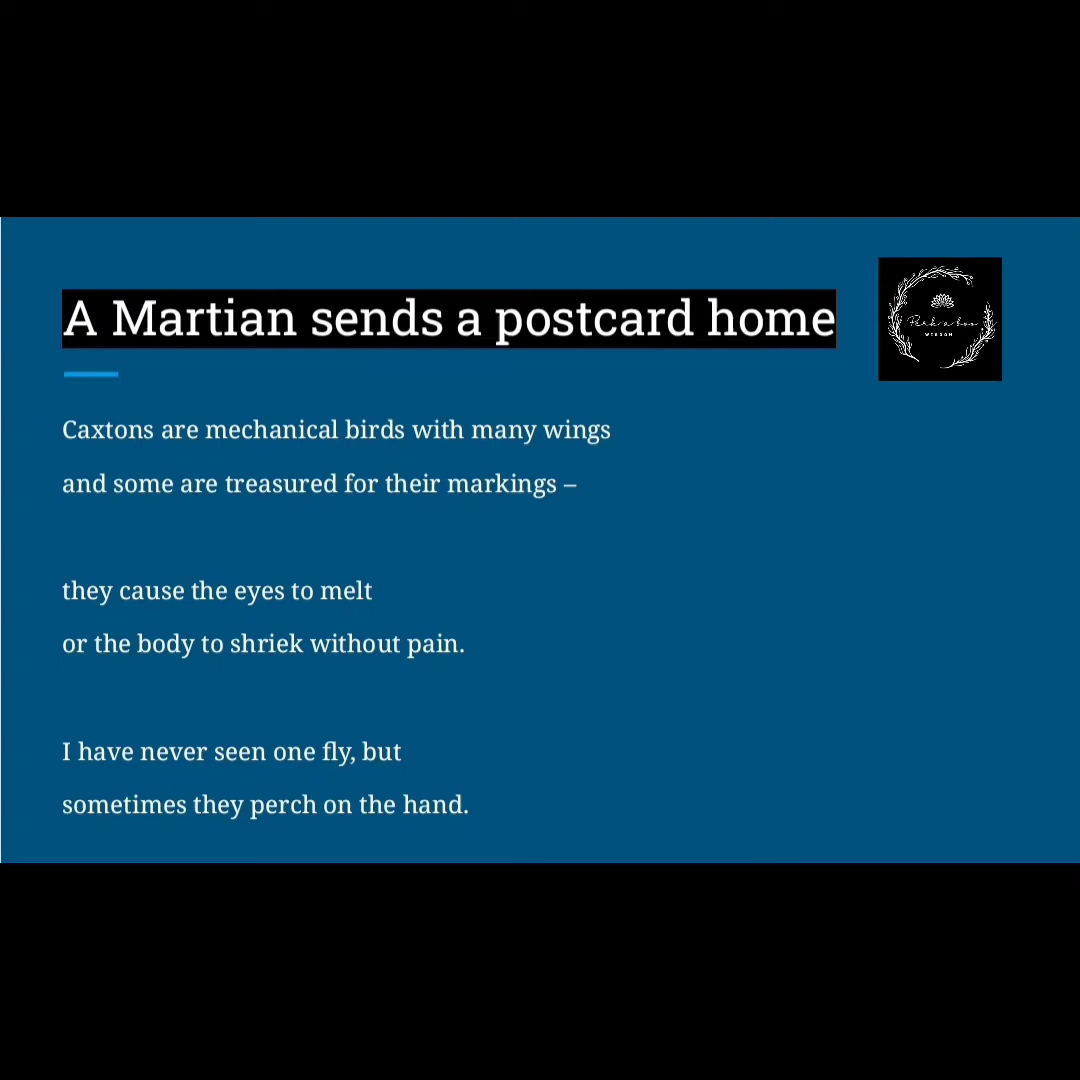 A Martian sends a postcard home
Caxtons are mechanical birds with many wings
and some are treasured for their markings –
they cause the eyes to melt
or the body to shriek without pain.
I have never seen one fly, but
sometimes they perch on the hand.